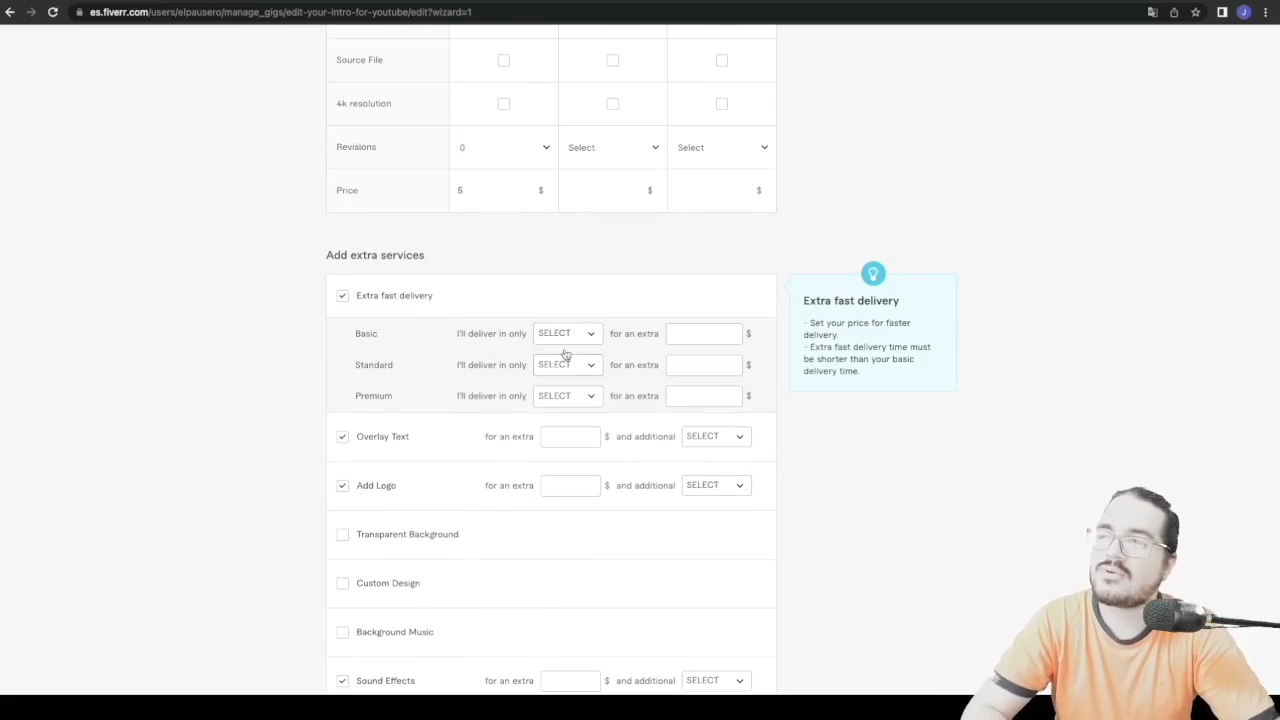 es.fiverr.com/users/elpausero/manage_gigs/edit-your-intro-for-youtube/edit?wizard=1
J
Source File
4k resolution
Revisions 0 Select Select
Price 5 $ $ $
Add extra services
Extra fast delivery
Basic I'll deliver in only SELECT for an extra $
Standard I'll deliver in only SELECT for an extra $
Premium I'll deliver in only SELECT for an extra $
Overlay Text for an extra $ and additional SELECT
Add Logo for an extra $ and additional SELECT
Transparent Background
Custom Design
Background Music
Sound Effects for an extra $ and additional SELECT
Extra fast delivery
- Set your price for faster
delivery.
- Extra fast delivery time must
be shorter than your basic
delivery time.